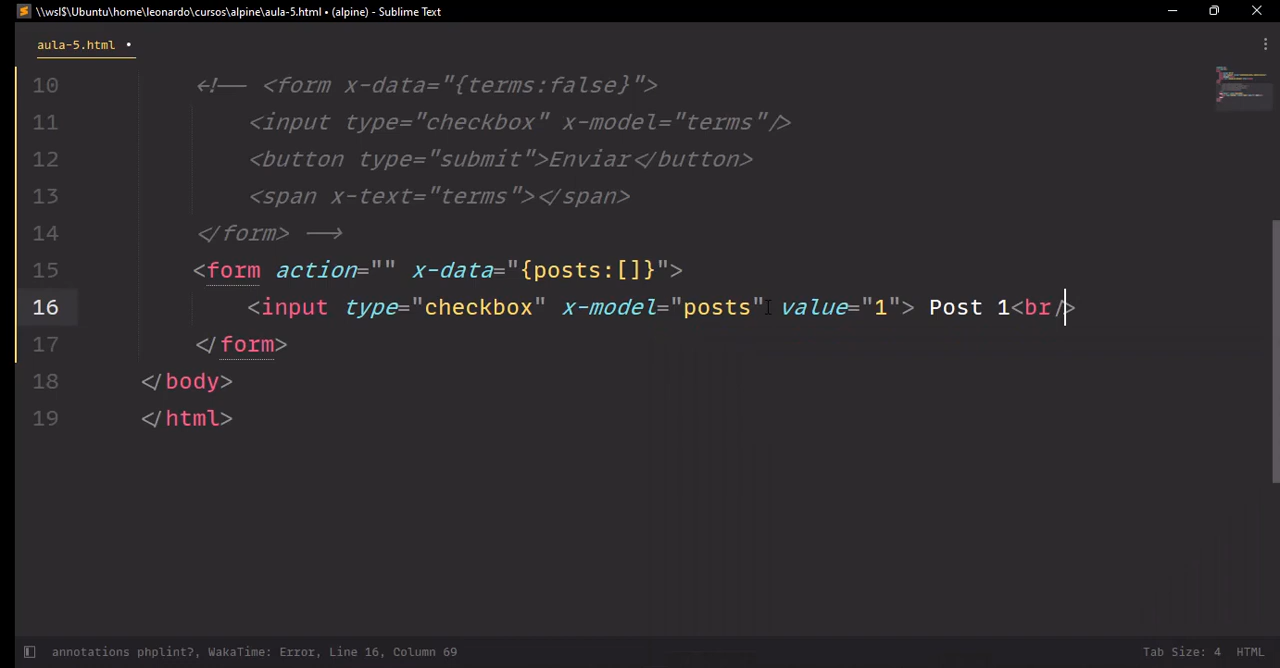 \\wsl$\Ubuntu\home\leonardo\cursos\alpine\aula-5.html • (alpine) - Sublime Text
aula-5.html •
10 <!-- <form x-data="{terms:false}">
11 <input type="checkbox" x-model="terms"/>
12 <button type="submit">Enviar</button>
13 <span x-text="terms"></span>
14 </form> -->
15 <form action="" x-data="{posts:[]}">
16 <input type="checkbox" x-model="posts" value="1"> Post 1<br/>
17 </form>
18 </body>
19 </html>
annotations phplint?, WakaTime: Error, Line 16, Column 69 Tab Size: 4 HTML